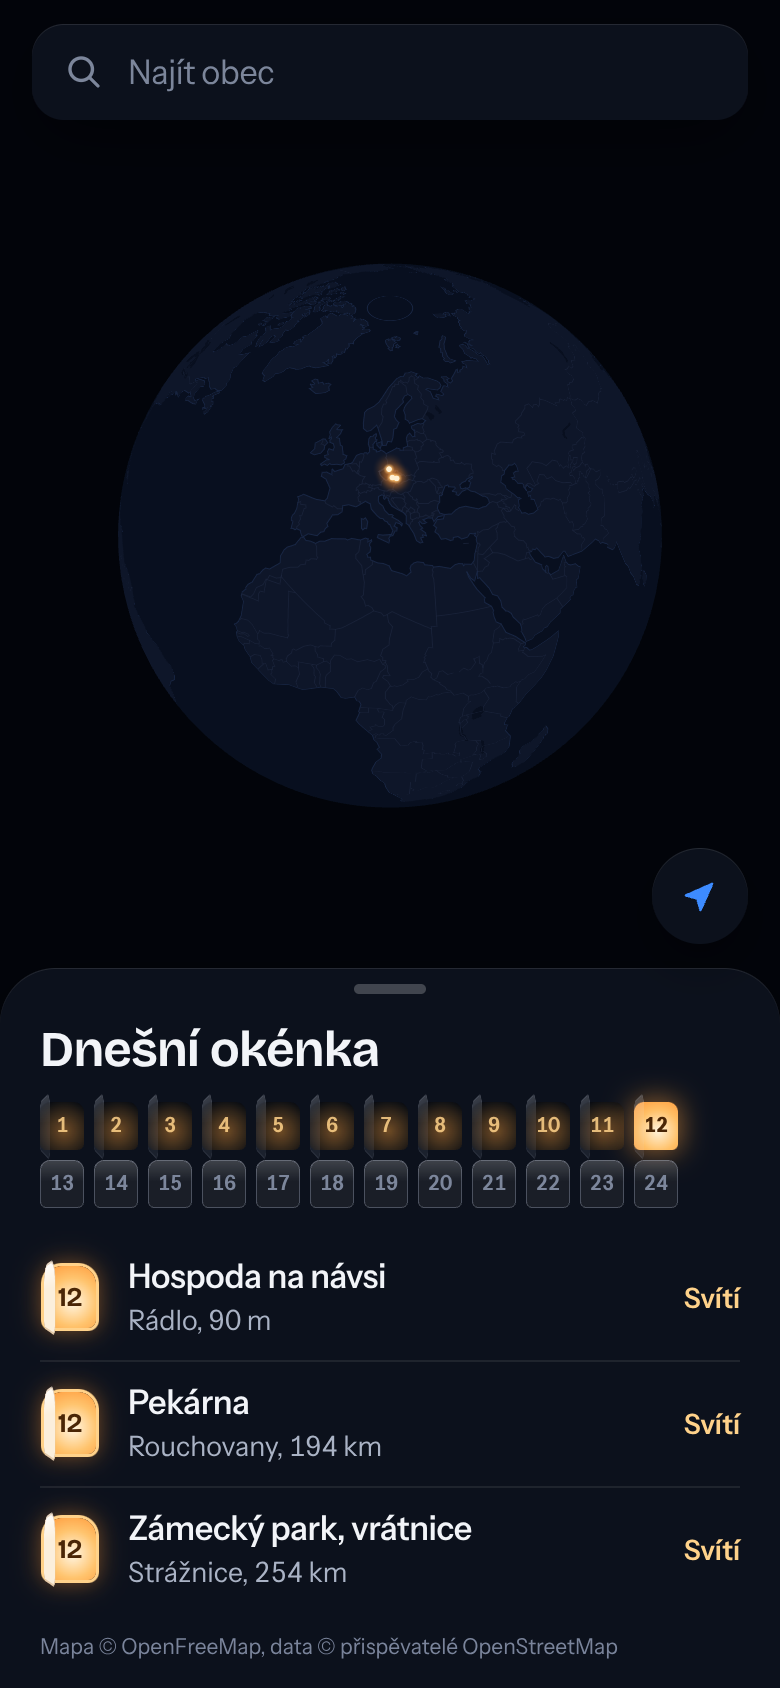 Najít obec
Dnešní okénka
1 2 3 4 5 6 7 8 9 10 11 12
13 14 15 16 17 18 19 20 21 22 23 24
12 Hospoda na návsi
Rádlo, 90 m
Svítí
12 Pekárna
Rouchovany, 194 km
Svítí
12 Zámecký park, vrátnice
Strážnice, 254 km
Svítí
Mapa © OpenFreeMap, data © přispěvatelé OpenStreetMap